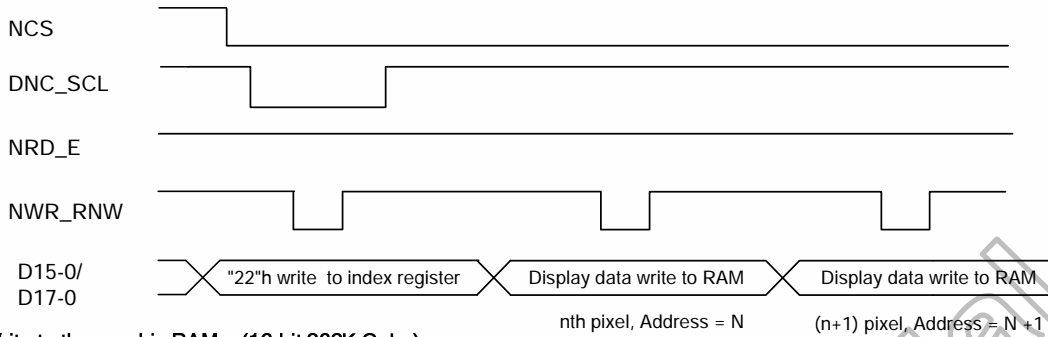 NCS
DNC_SCL
NRD_E
NWR_RNW
D15-0/
D17-0
"22"h write to index register
Display data write to RAM
Display data write to RAM
nth pixel, Address = N
(n+1) pixel, Address = N +1